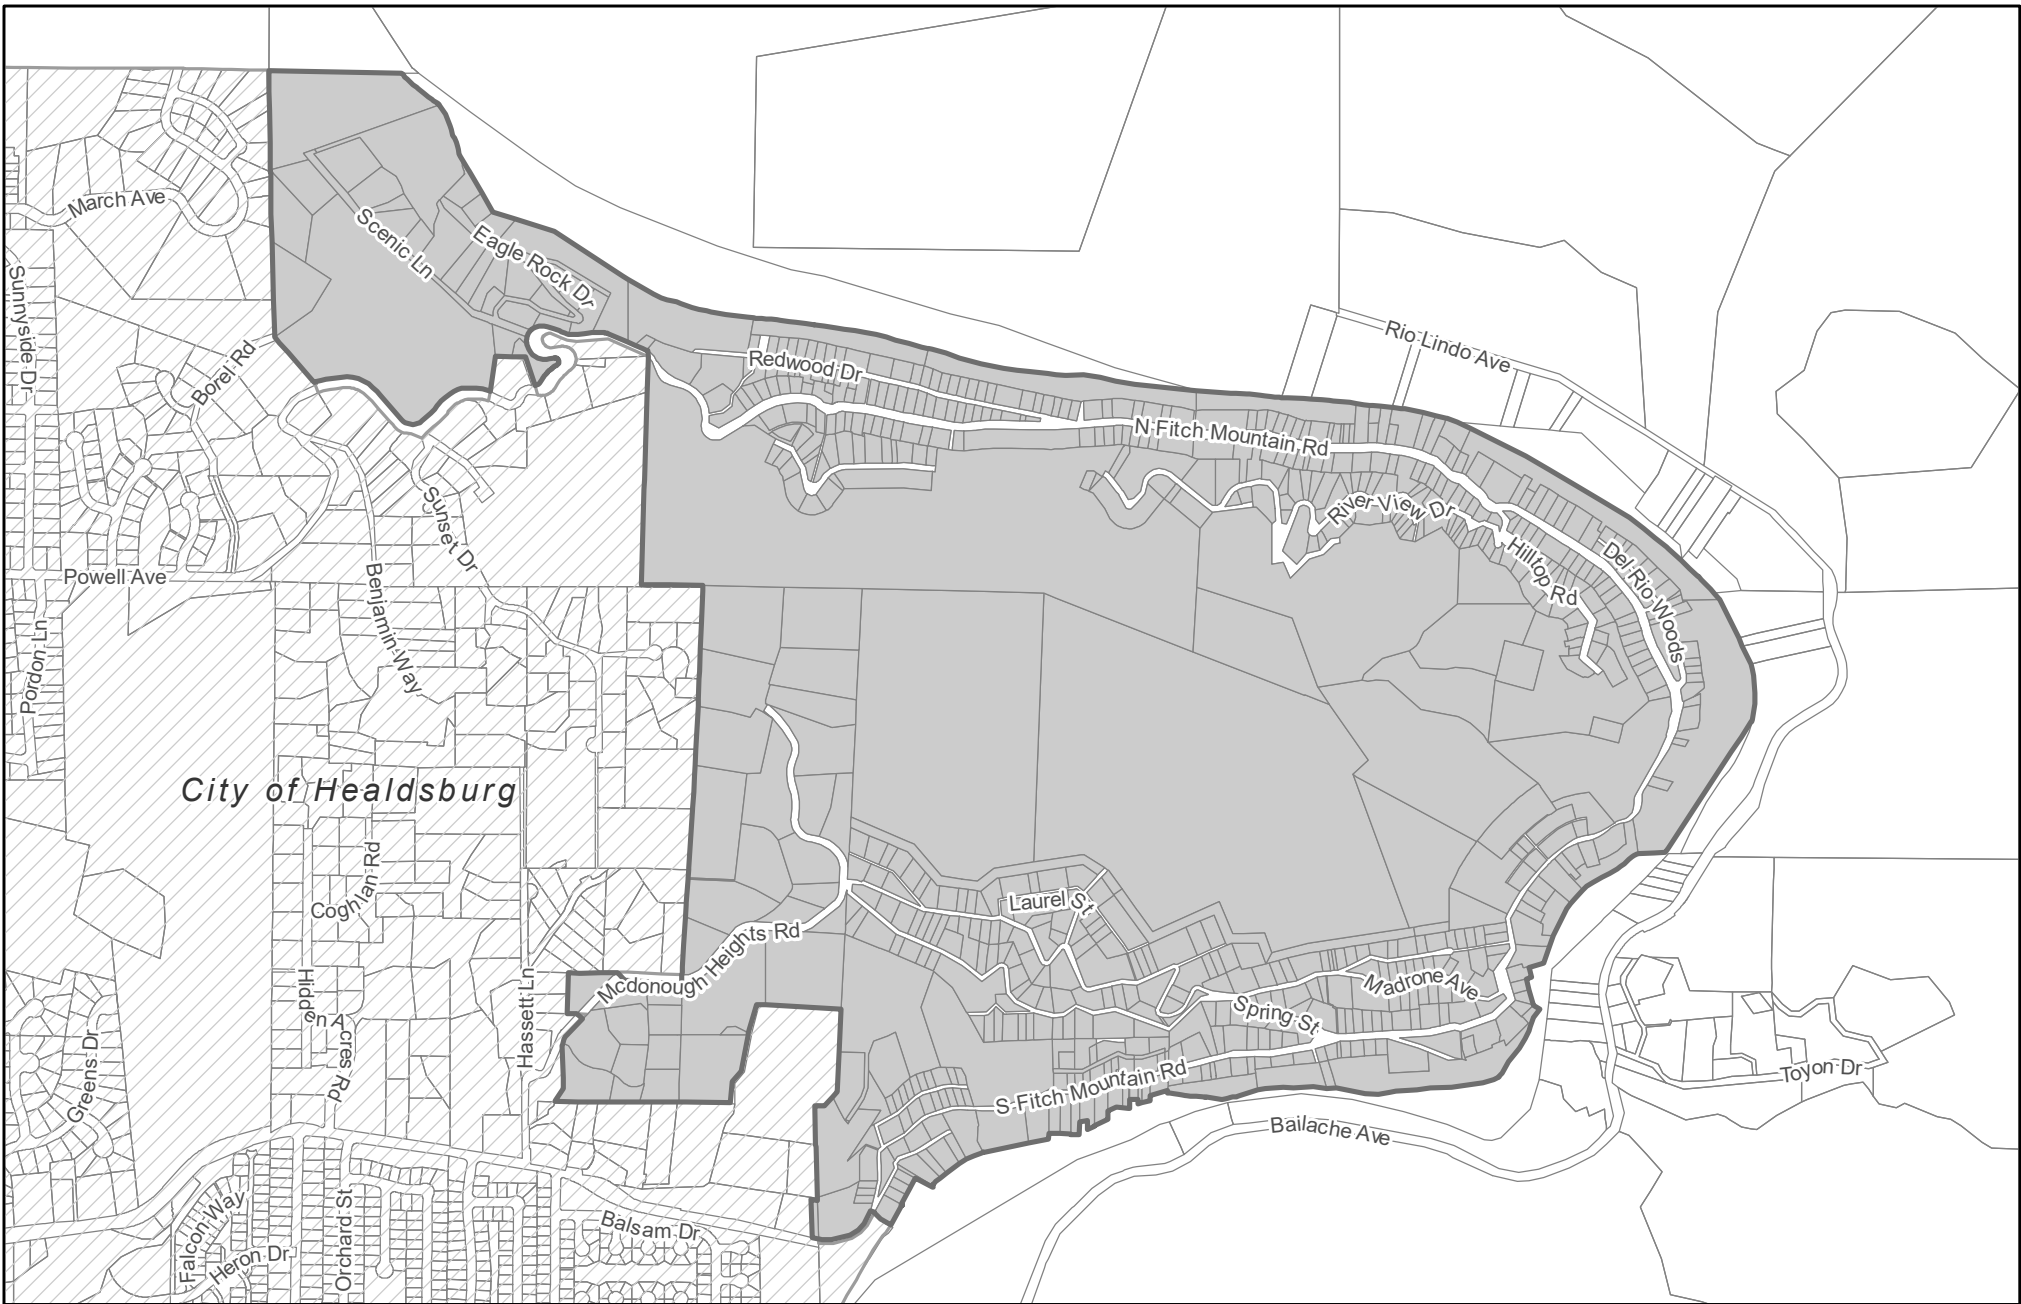 March Ave
Scenic Ln
Eagle Rock Dr
Sunnyside Dr
Borel Rd
Redwood Dr
Rio Lindo Ave
N Fitch Mountain Rd
River View Dr
Sunset Dr
Hilltop Rd
Del Rio Woods
Powell Ave
Benjamin Way
Pordon Ln
City of Healdsburg
Coghlan Rd
Laurel St
Mcdonough Heights Rd
Madrone Ave
Spring St
Hidden Acres Rd
Hassett Ln
Greens Dr
S Fitch Mountain Rd
Toyon Dr
Bailache Ave
Falcon Way
Orchard St
Balsam Dr
Heron Dr